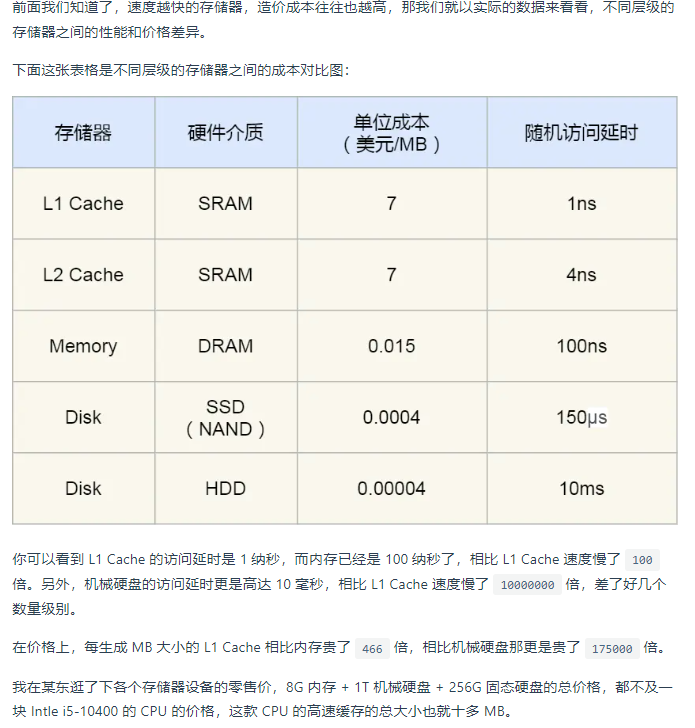 前面我们知道了，速度越快的存储器，造价成本往往也越高，那我们就以实际的数据来看看，不同层级的
存储器之间的性能和价格差异。
下面这张表格是不同层级的存储器之间的成本对比图：
存储器 硬件介质 单位成本（美元/MB） 随机访问延时
L1 Cache SRAM 7 1ns
L2 Cache SRAM 7 4ns
Memory DRAM 0.015 100ns
Disk SSD（NAND） 0.0004 150μs
Disk HDD 0.00004 10ms
你可以看到 L1 Cache 的访问延时是 1 纳秒，而内存已经是 100 纳秒了，相比 L1 Cache 速度慢了 100
倍。另外，机械硬盘的访问延时更是高达 10 毫秒，相比 L1 Cache 速度慢了 10000000 倍，差了好几个
数量级别。
在价格上，每生成 MB 大小的 L1 Cache 相比内存贵了 466 倍，相比机械硬盘那更是贵了 175000 倍。
我在某东逛了下各个存储器设备的零售价，8G 内存 + 1T 机械硬盘 + 256G 固态硬盘的总价格，都不及一
块 Intle i5-10400 的 CPU 的价格，这款 CPU 的高速缓存的总大小也就十多 MB。